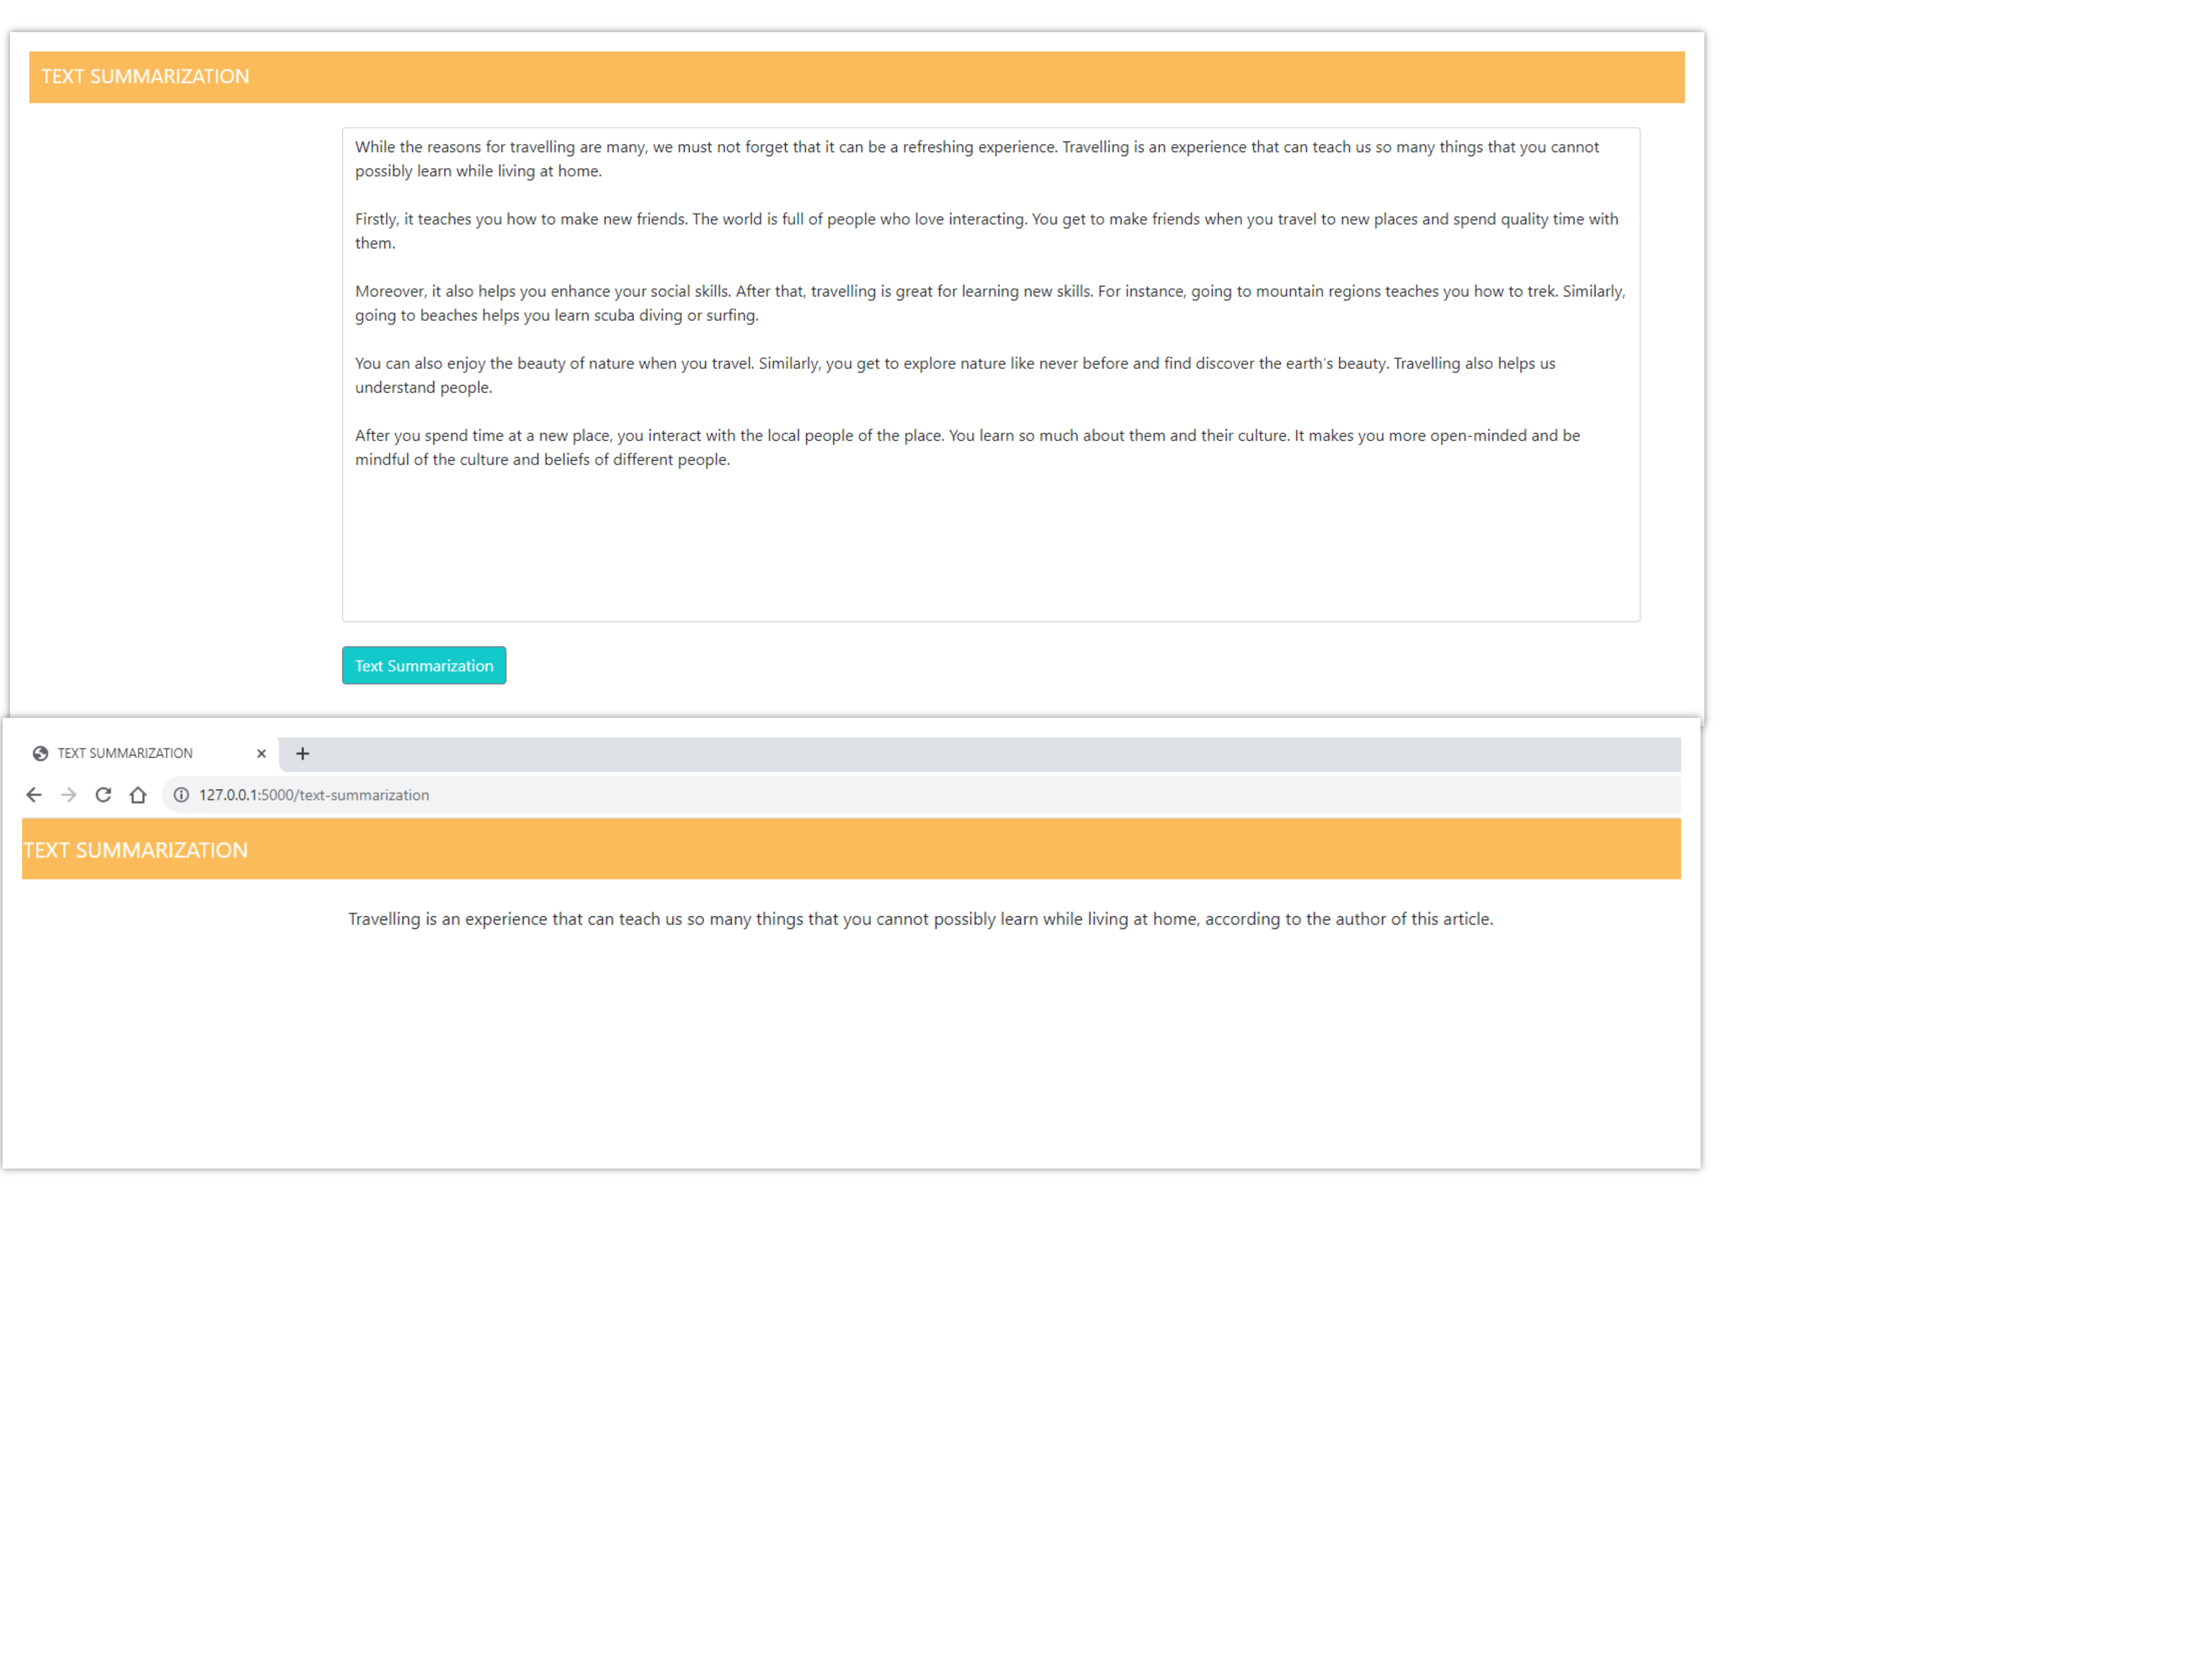 TEXT SUMMARIZATION
While the reasons for travelling are many, we must not forget that it can be a refreshing experience. Travelling is an experience that can teach us so many things that you cannot
possibly learn while living at home.
Firstly, it teaches you how to make new friends. The world is full of people who love interacting. You get to make friends when you travel to new places and spend quality time with
them.
Moreover, it also helps you enhance your social skills. After that, travelling is great for learning new skills. For instance, going to mountain regions teaches you how to trek. Similarly,
going to beaches helps you learn scuba diving or surfing.
You can also enjoy the beauty of nature when you travel. Similarly, you get to explore nature like never before and find discover the earth's beauty. Travelling also helps us
understand people.
After you spend time at a new place, you interact with the local people of the place. You learn so much about them and their culture. It makes you more open-minded and be
mindful of the culture and beliefs of different people.
Text Summarization
TEXT SUMMARIZATION
127.0.0.1:5000/text-summarization
TEXT SUMMARIZATION
Travelling is an experience that can teach us so many things that you cannot possibly learn while living at home, according to the author of this article.